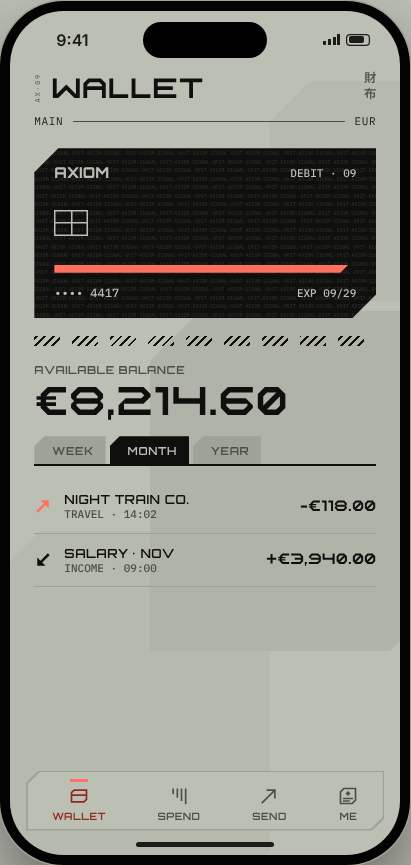 9:41
AX·09
WALLET
財布
MAIN
EUR
AXIOM
DEBIT · 09
•••• 4417
EXP 09/29
AVAILABLE BALANCE
€8,214.60
WEEK
MONTH
YEAR
NIGHT TRAIN CO.
-€118.00
TRAVEL · 14:02
SALARY · NOV
+€3,940.00
INCOME · 09:00
WALLET
SPEND
SEND
ME